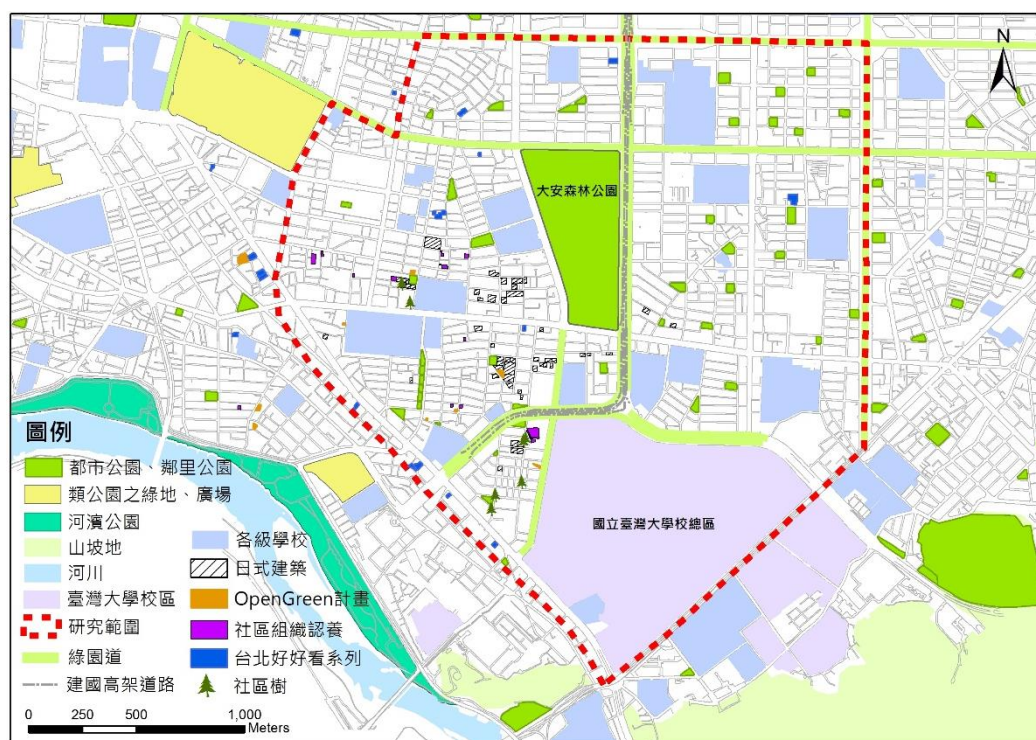 N
大安森林公園
國立臺灣大學校總區
圖例
都市公園、鄰里公園
類公園之綠地、廣場
河濱公園
山坡地
河川
臺灣大學校區
研究範圍
綠園道
建國高架道路
各級學校
日式建築
OpenGreen計畫
社區組織認養
台北好好看系列
社區樹
0 250 500 1,000
Meters